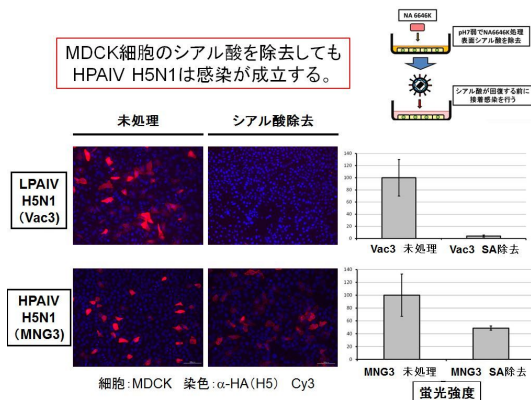 MDCK細胞のシアル酸を除去しても
HPAIV H5N1は感染が成立する。
NA 6646K
pH7弱でNA6646K処理
表面シアル酸を除去
シアル酸が回復する前に
接着感染を行う
未処理
シアル酸除去
LPAIV
H5N1
(Vac3)
140
120
100
80
60
40
20
0
Vac3 未処理
Vac3 SA除去
HPAIV
H5N1
(MNG3)
140
120
100
80
60
40
20
0
MNG3 未処理
MNG3 SA除去
細胞:MDCK 染色:α-HA(H5) Cy3
蛍光強度